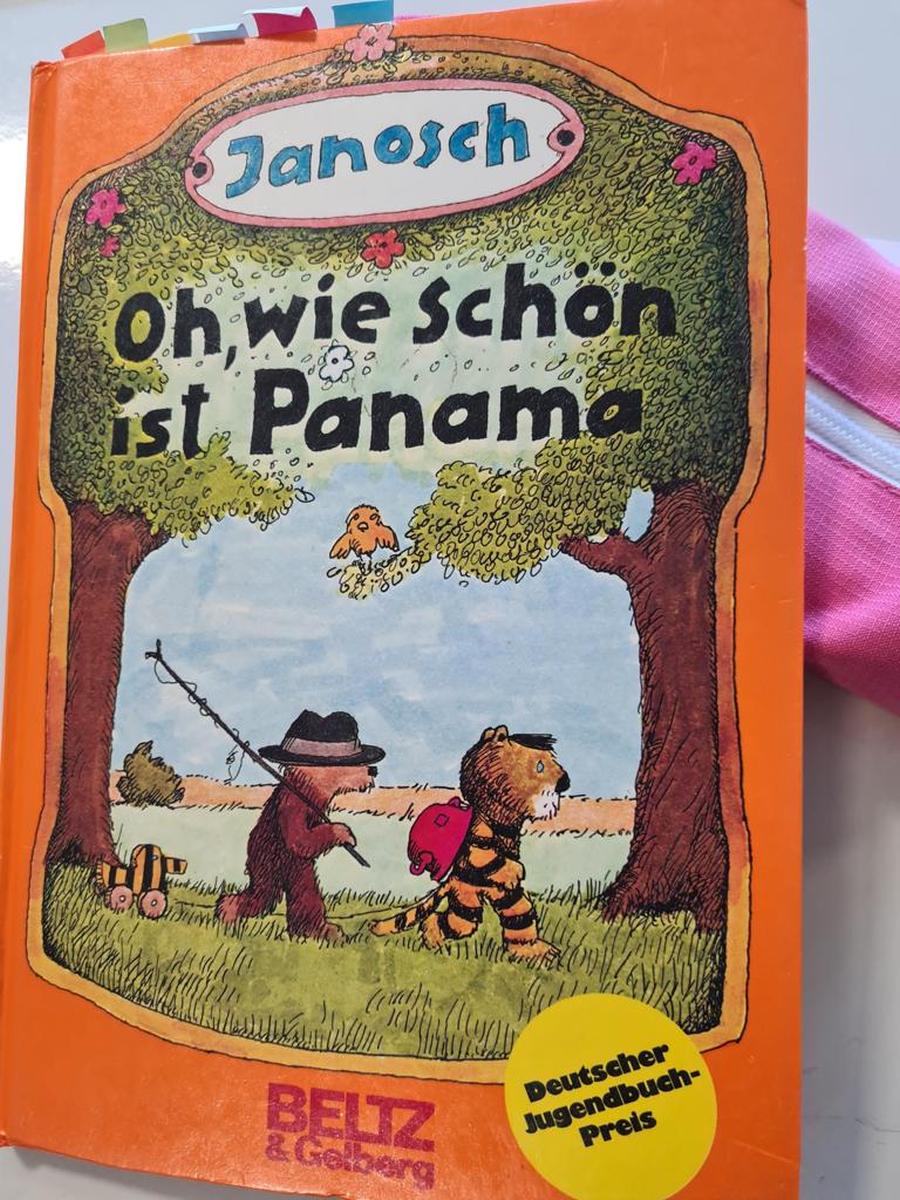 Janosch
Oh, wie schön
ist Panama
BELTZ
& Gelberg
Deutscher
Jugendbuch-
Preis